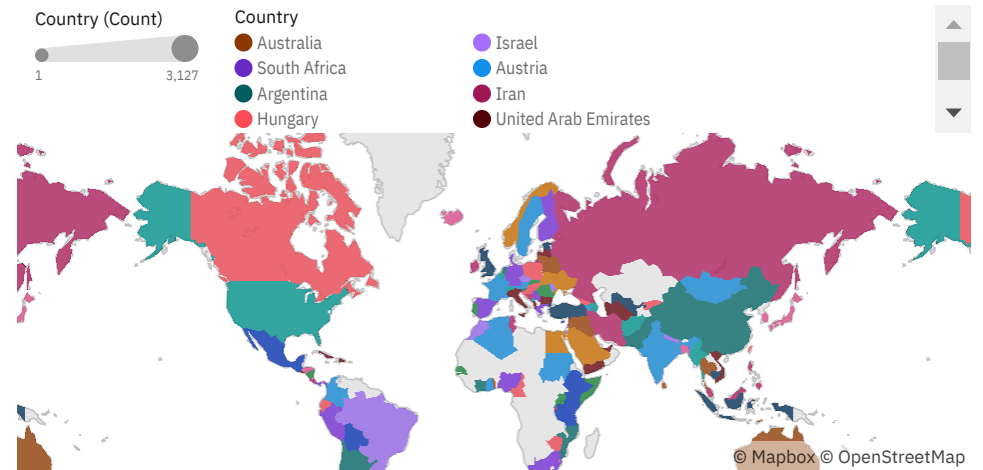 Country (Count)
1
3,127
Country
Australia
South Africa
Argentina
Hungary
Israel
Austria
Iran
United Arab Emirates
© Mapbox © OpenStreetMap